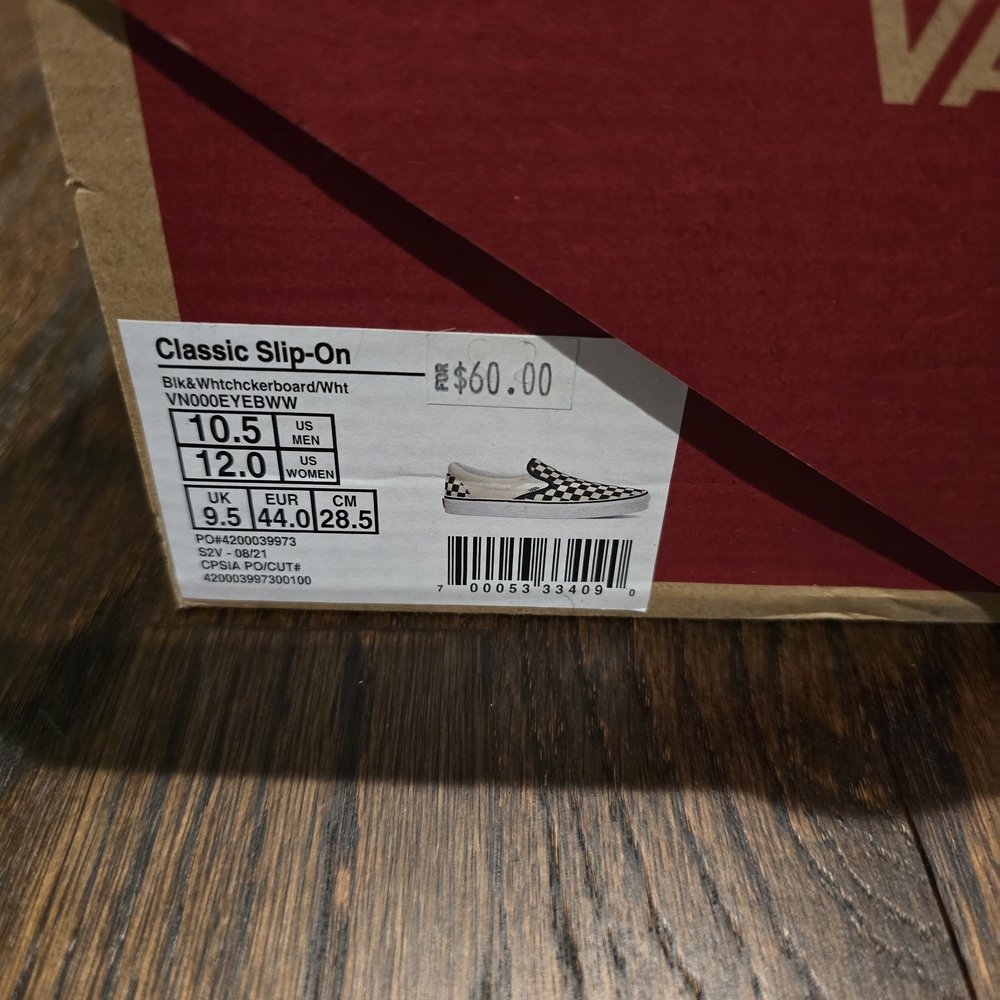 VA
Classic Slip-On
FOR $60.00
Blk&Whtchckerboard/Wht
VN000EYEBWW
10.5 US MEN
12.0 US WOMEN
UK 9.5 EUR 44.0 CM 28.5
PO#4200039973
S2V - 08/21
CPSIA PO/CUT#
420003997300100
7 00053 33409 0